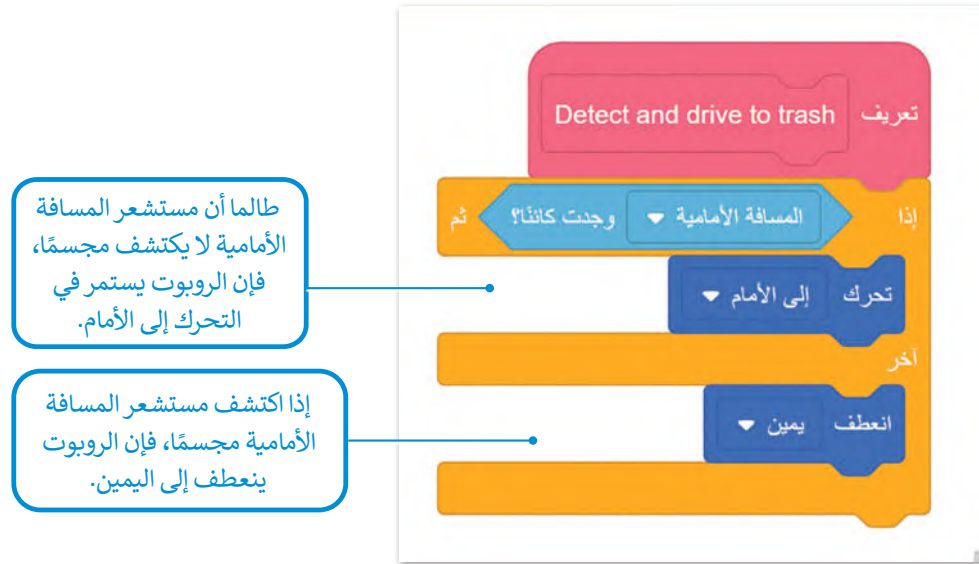 تعريف Detect and drive to trash
إذا المسافة الأمامية وجدت كائنًا؟ ثم
تحرك إلى الأمام
آخر
انعطف يمين
طالما أن مستشعر المسافة
الأمامية لا يكتشف مجسمًا،
فإن الروبوت يستمر في
التحرك إلى الأمام.
إذا اكتشف مستشعر المسافة
الأمامية مجسمًا، فإن الروبوت
ينعطف إلى اليمين.